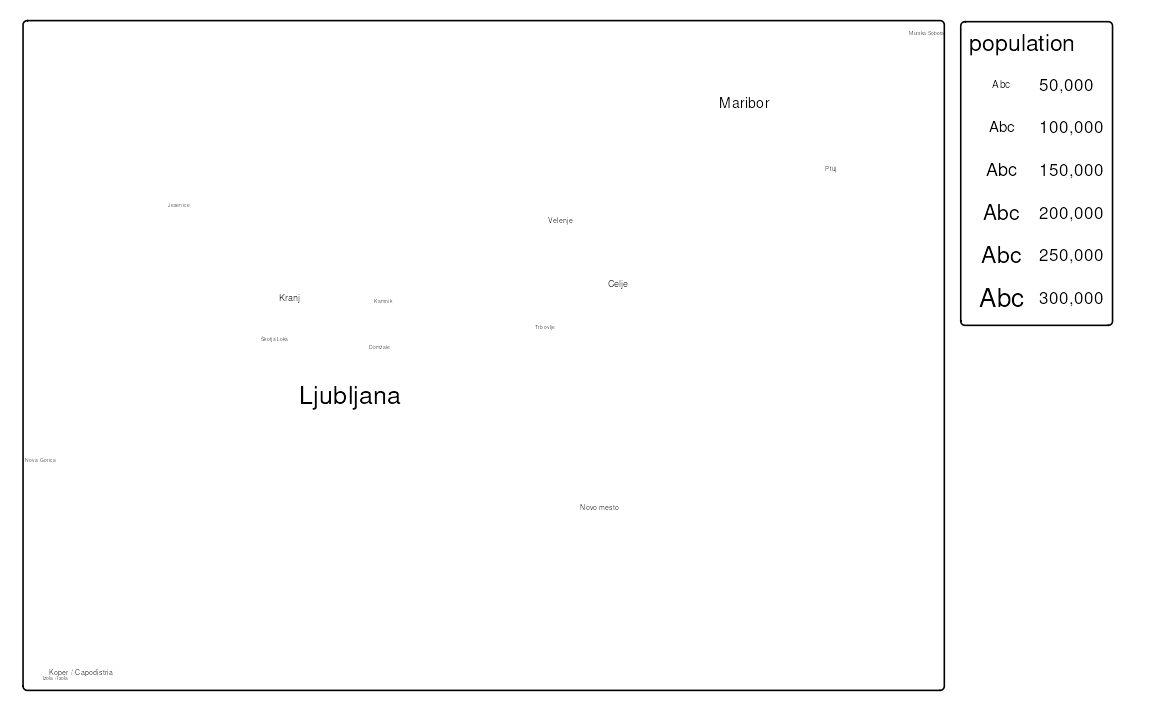 Murska Sobota
Maribor
Ptuj
Jesenice
Velenje
Celje
Kranj
Kamnik
Trbovlje
Škofja Loka
Domžale
Ljubljana
Nova Gorica
Novo mesto
Koper / Capodistria
Izola / Isola
population
Abc 50,000
Abc 100,000
Abc 150,000
Abc 200,000
Abc 250,000
Abc 300,000